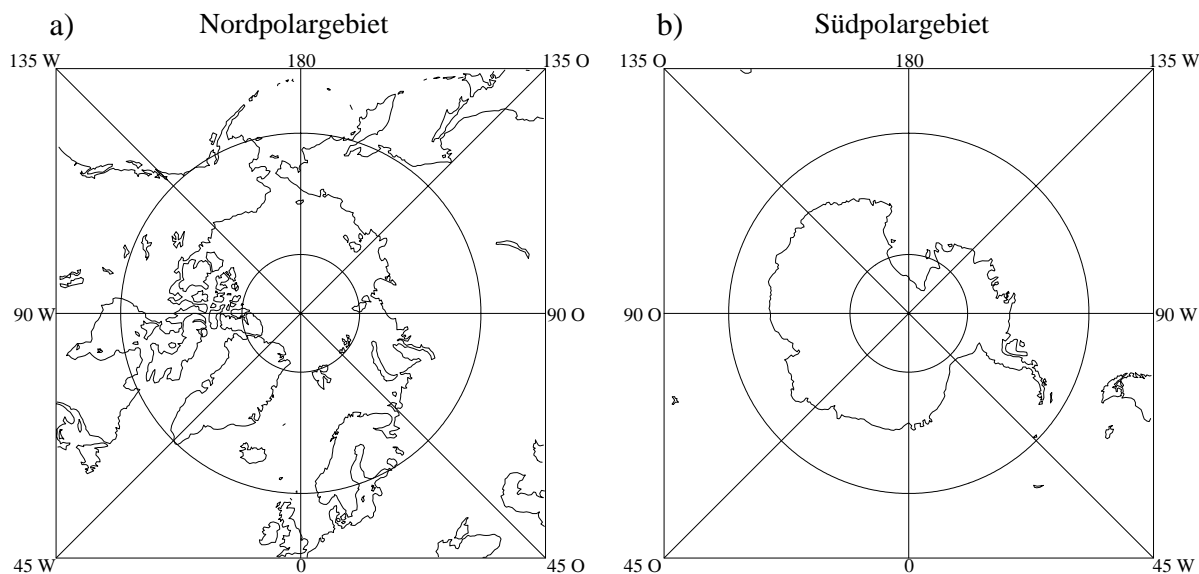 a) Nordpolargebiet
135 W 180 135 O
90 W 90 O
45 W 0 45 O
b) Südpolargebiet
135 O 180 135 W
90 O 90 W
45 O 0 45 W